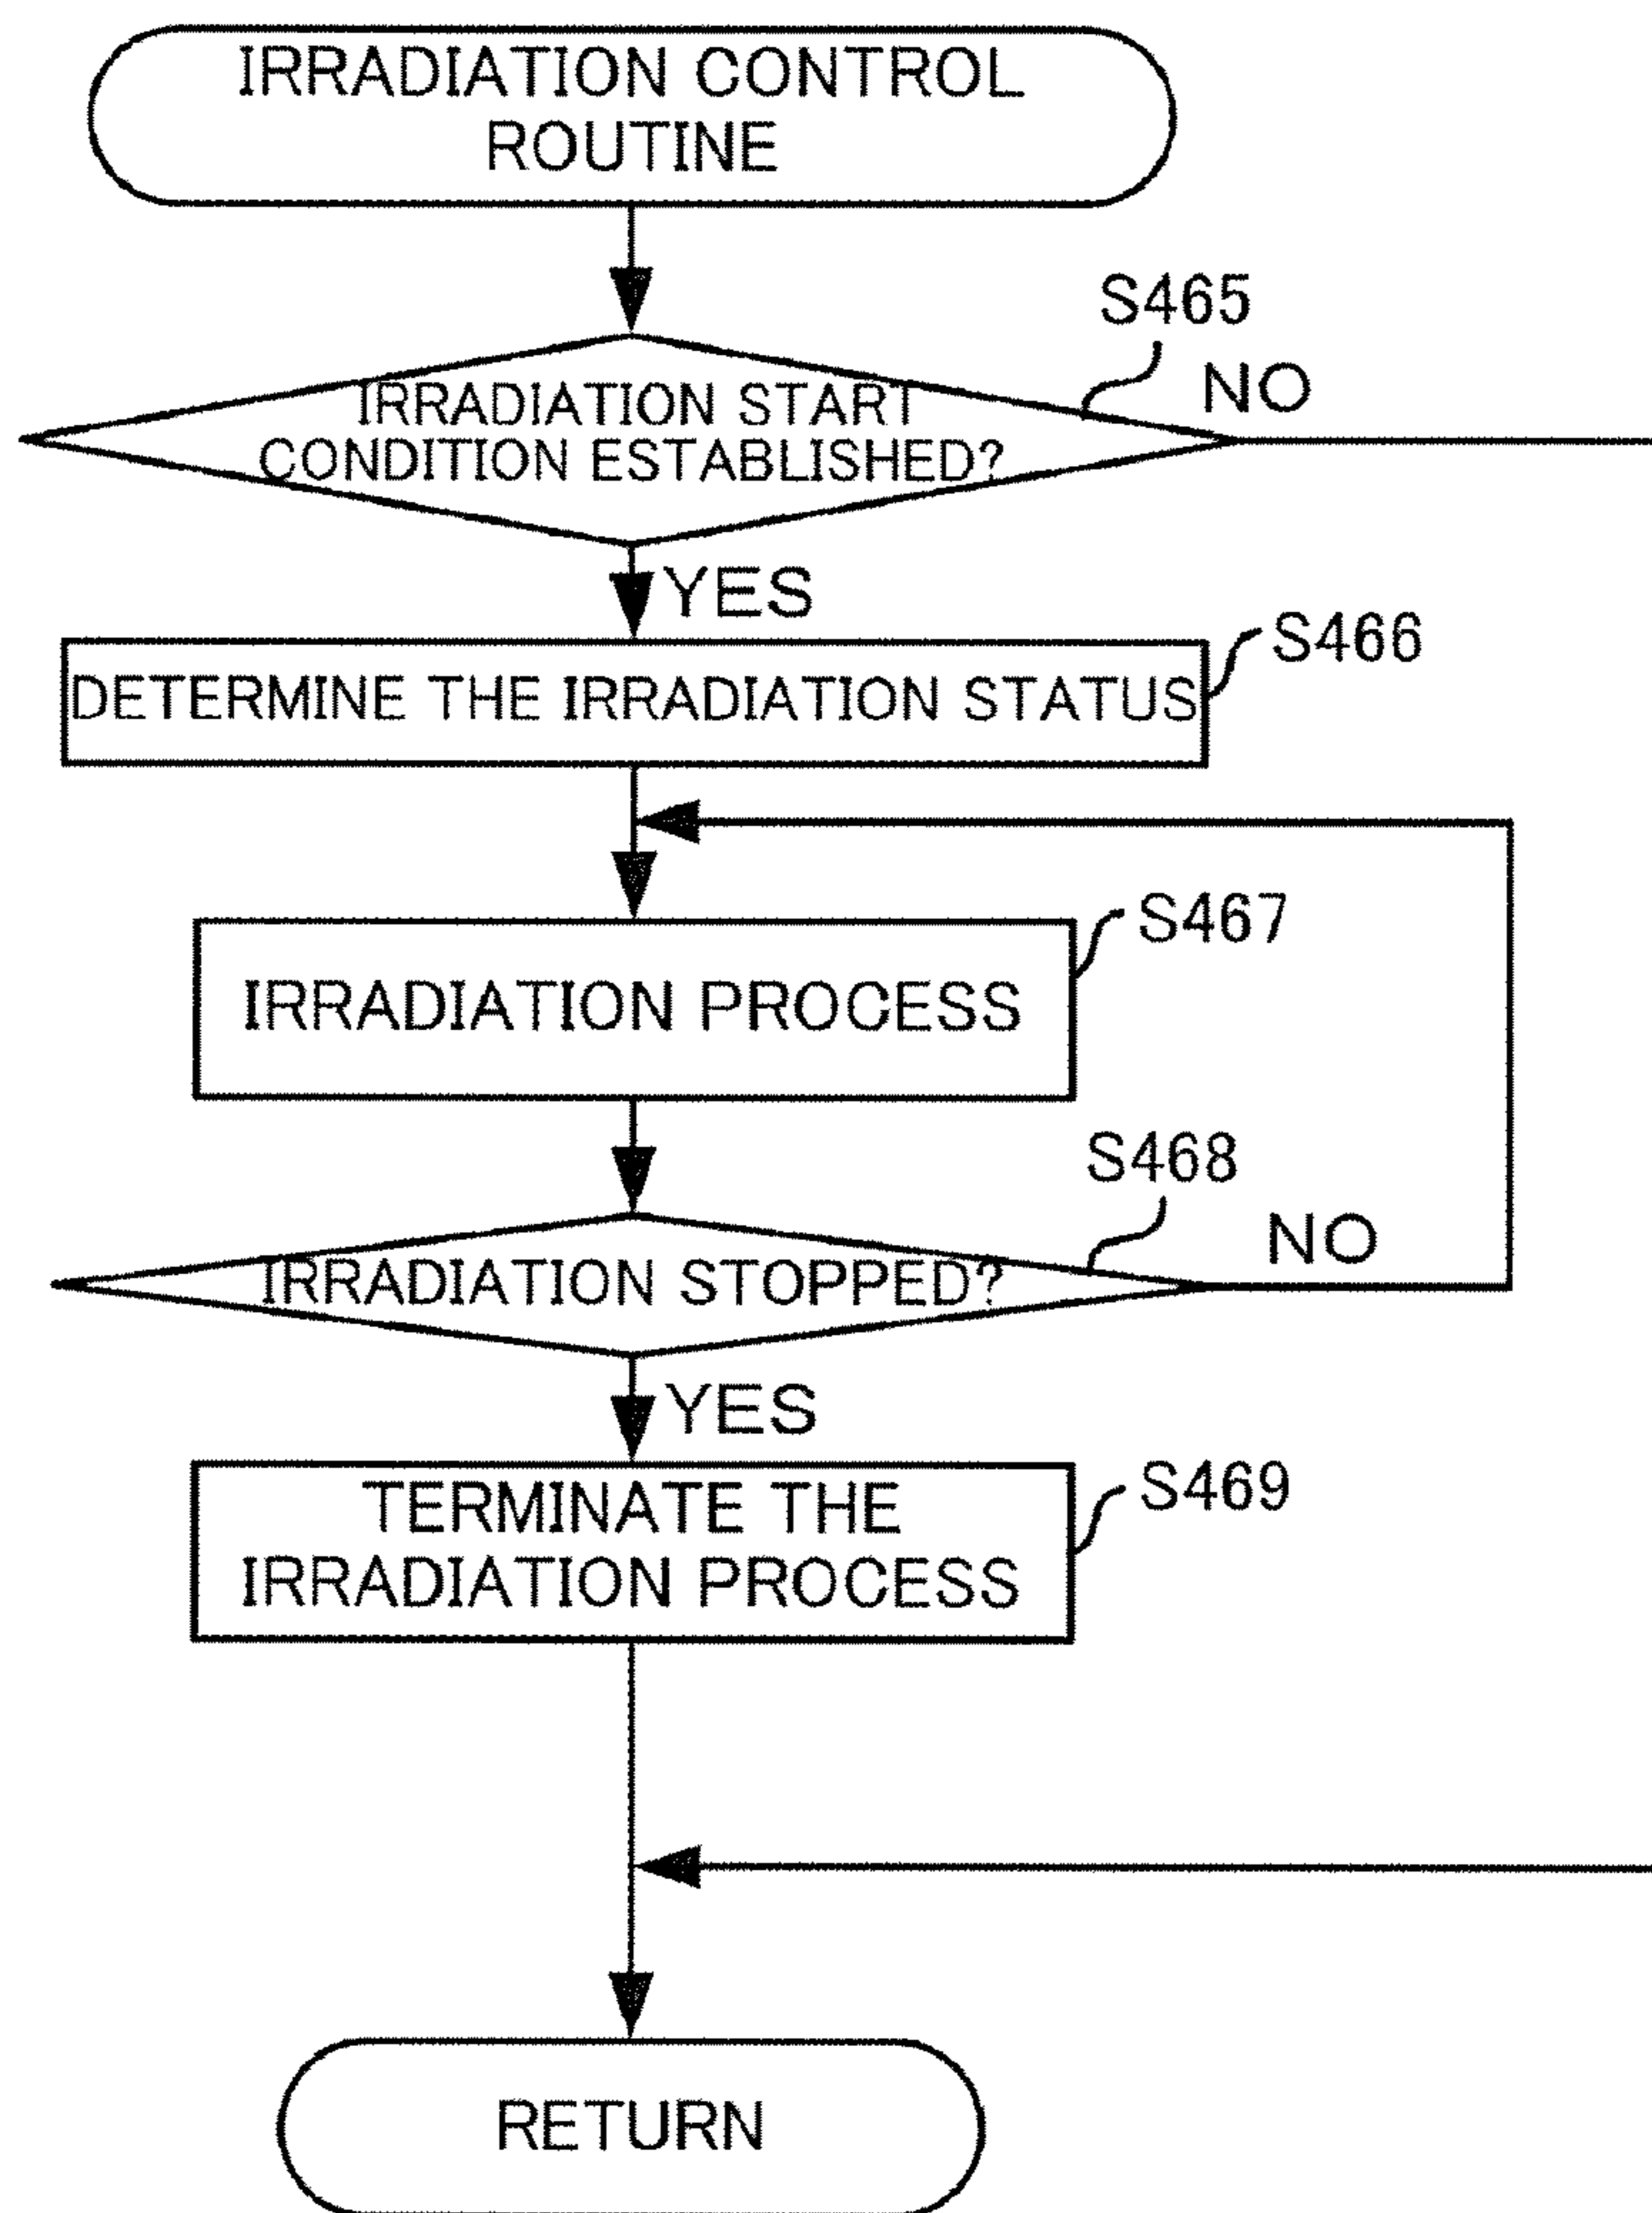 IRRADIATION CONTROL
ROUTINE
S465
NO
IRRADIATION START
CONDITION ESTABLISHED?
YES
S466
DETERMINE THE IRRADIATION STATUS
S467
IRRADIATION PROCESS
S468
NO
IRRADIATION STOPPED?
YES
S469
TERMINATE THE
IRRADIATION PROCESS
RETURN